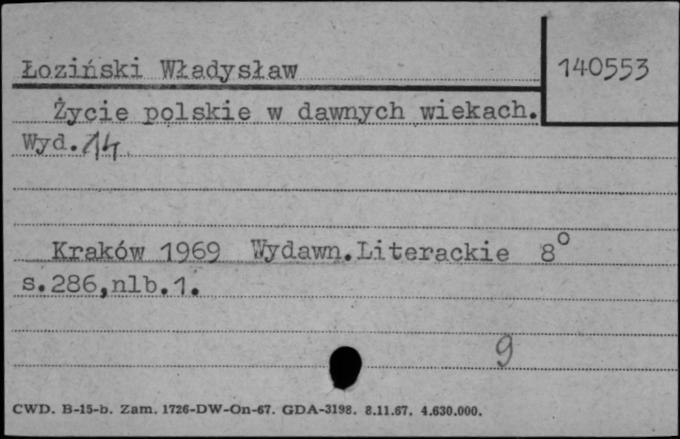 Łoziński Władysław
140553
Życie polskie w dawnych wiekach.
Wyd. 14
Kraków 1969 Wydawn.Literackie 8°
s.286,nlb.1.
9
CWD. B-15-b. Zam. 1726-DW-On-67. GDA-3198. 8.11.67. 4.630.000.